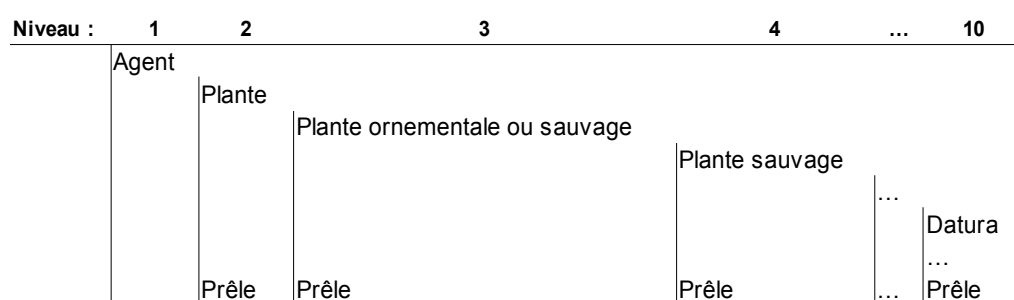 Niveau : 1 2 3 4 ... 10
Agent
Plante
Plante ornementale ou sauvage
Plante sauvage
...
Datura
...
Prêle Prêle Prêle ... Prêle